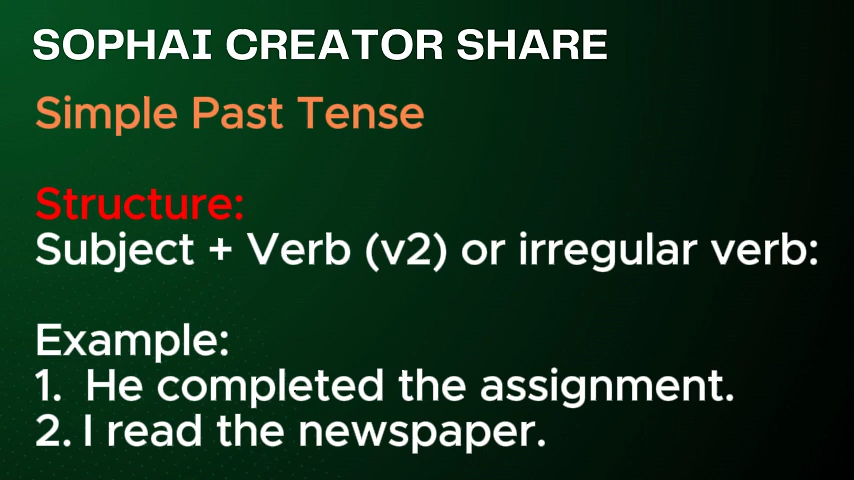 SOPHAI CREATOR SHARE
Simple Past Tense
Structure:
Subject + Verb (v2) or irregular verb:
Example:
1. He completed the assignment.
2. I read the newspaper.